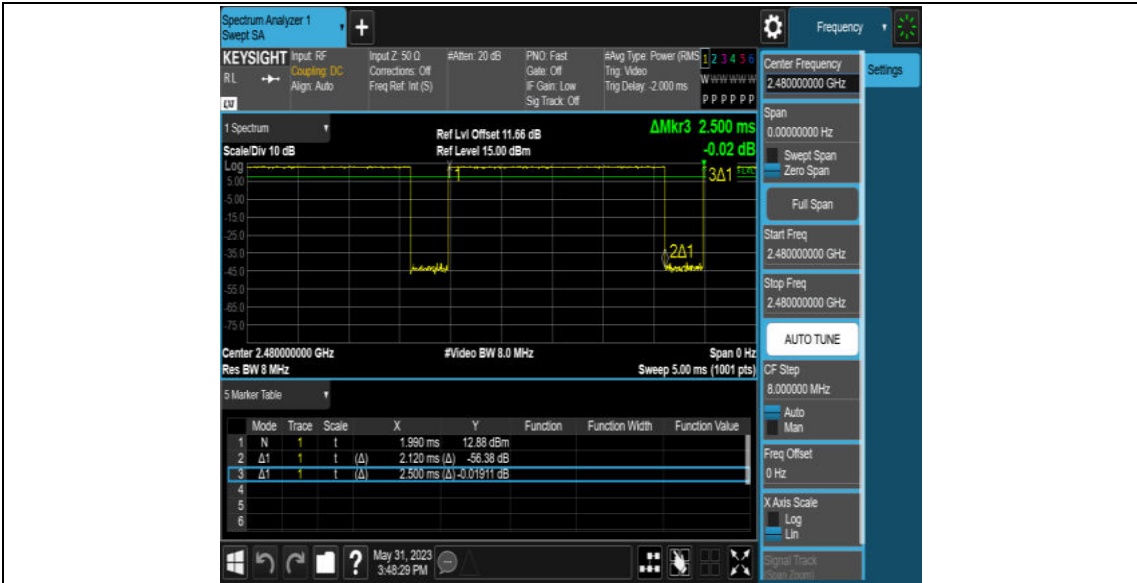 Spectrum Analyzer 1
Swept SA
+
Frequency
KEYSIGHT
RL
LXI
Input: RF
Coupling: DC
Align: Auto
Input Z: 50 Ω
Corrections: Off
Freq Ref: Int (S)
#Atten: 20 dB
PNO: Fast
Gate: Off
IF Gain: Low
Sig Track: Off
#Avg Type: Power (RMS
Trig: Video
Trig Delay: -2.000 ms
1 2 3 4 5 6
W W W W W W
P P P P P P
1 Spectrum
Scale/Div 10 dB
Ref Lvl Offset 11.66 dB
Ref Level 15.00 dBm
ΔMkr3 2.500 ms
-0.02 dB
Log
5.00
-5.00
-15.0
-25.0
-35.0
-45.0
-55.0
-65.0
-75.0
1
3Δ1
2Δ1
Center 2.480000000 GHz
#Video BW 8.0 MHz
Span 0 Hz
Res BW 8 MHz
Sweep 5.00 ms (1001 pts)
5 Marker Table
Mode Trace Scale X Y Function Function Width Function Value
1 N 1 t 1.990 ms 12.88 dBm
2 Δ1 1 t (Δ) 2.120 ms (Δ) -56.38 dB
3 Δ1 1 t (Δ) 2.500 ms (Δ) -0.01911 dB
4
5
6
?
May 31, 2023
3:48:29 PM
Center Frequency
2.480000000 GHz
Span
0.00000000 Hz
Swept Span
Zero Span
Full Span
Start Freq
2.480000000 GHz
Stop Freq
2.480000000 GHz
AUTO TUNE
CF Step
8.000000 MHz
Auto
Man
Freq Offset
0 Hz
X Axis Scale
Log
Lin
Signal Track
(Span Zoom)
Settings